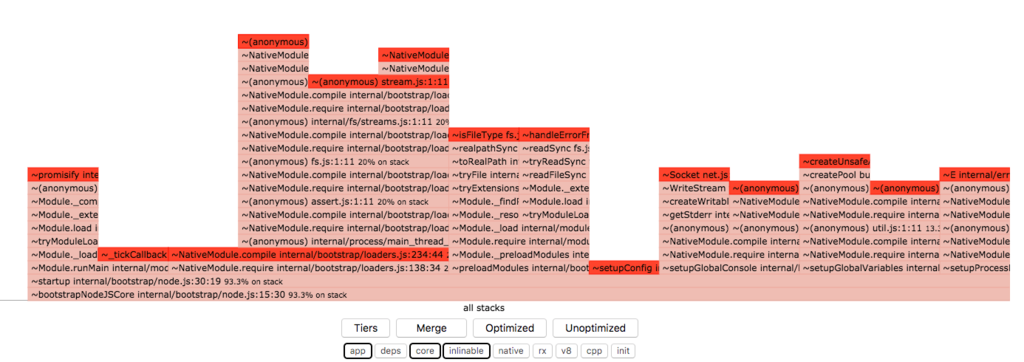 ~(anonymous)
~NativeModule ~NativeModule
~NativeModule ~NativeModule
~(anonymous) ~(anonymous) stream.js:1:11
~NativeModule.compile internal/bootstrap/load
~NativeModule.require internal/bootstrap/load
~(anonymous) internal/fs/streams.js:1:11 20%
~NativeModule.compile internal/bootstrap/loa ~isFileType fs.j ~handleErrorFr
~NativeModule.require internal/bootstrap/loa ~realpathSync ~readSync fs.j
~(anonymous) fs.js:1:11 20% on stack ~toRealPath in ~tryReadSync ~createUnsafe
~promisify inte ~NativeModule.compile internal/bootstrap/loa ~tryFile interna ~readFileSync ~Socket net.js ~createPool bu ~E internal/err
~(anonymous) ~NativeModule.require internal/bootstrap/loa ~tryExtensions ~Module._exte ~WriteStream ~(anonymous) ~(anonymous) ~(anonymous) ~(anonymous)
~Module._com ~(anonymous) assert.js:1:11 20% on stack ~Module._findP ~Module.load i ~createWritabl ~NativeModule ~NativeModule.compile interna ~NativeModule
~Module._exte ~NativeModule.compile internal/bootstrap/loa ~Module._reso ~tryModuleLoa ~getStderr inte ~NativeModule ~NativeModule.require interna ~NativeModule
~Module.load i ~NativeModule.require internal/bootstrap/loa ~Module._load internal/modu ~(anonymous) ~(anonymous) ~(anonymous) util.js:1:11 13. ~(anonymous)
~tryModuleLoa ~(anonymous) internal/process/main_thread_ ~Module.require internal/modu ~NativeModule.compile interna ~NativeModule.compile interna ~NativeModule
~Module._load ~_tickCallback ~NativeModule.compile internal/bootstrap/loaders.js:234:44 2 ~Module._preloadModules inte ~NativeModule.require interna ~NativeModule.require interna ~NativeModule
~Module.runMain internal/mod ~NativeModule.require internal/bootstrap/loaders.js:138:34 2 ~preloadModules internal/boot ~setupConfig i ~setupGlobalConsole internal/ ~setupGlobalVariables interna ~setupProcess
~startup internal/bootstrap/node.js:30:19 93.3% on stack
~bootstrapNodeJSCore internal/bootstrap/node.js:15:30 93.3% on stack
all stacks
Tiers Merge Optimized Unoptimized
app deps core inlinable native rx v8 cpp init